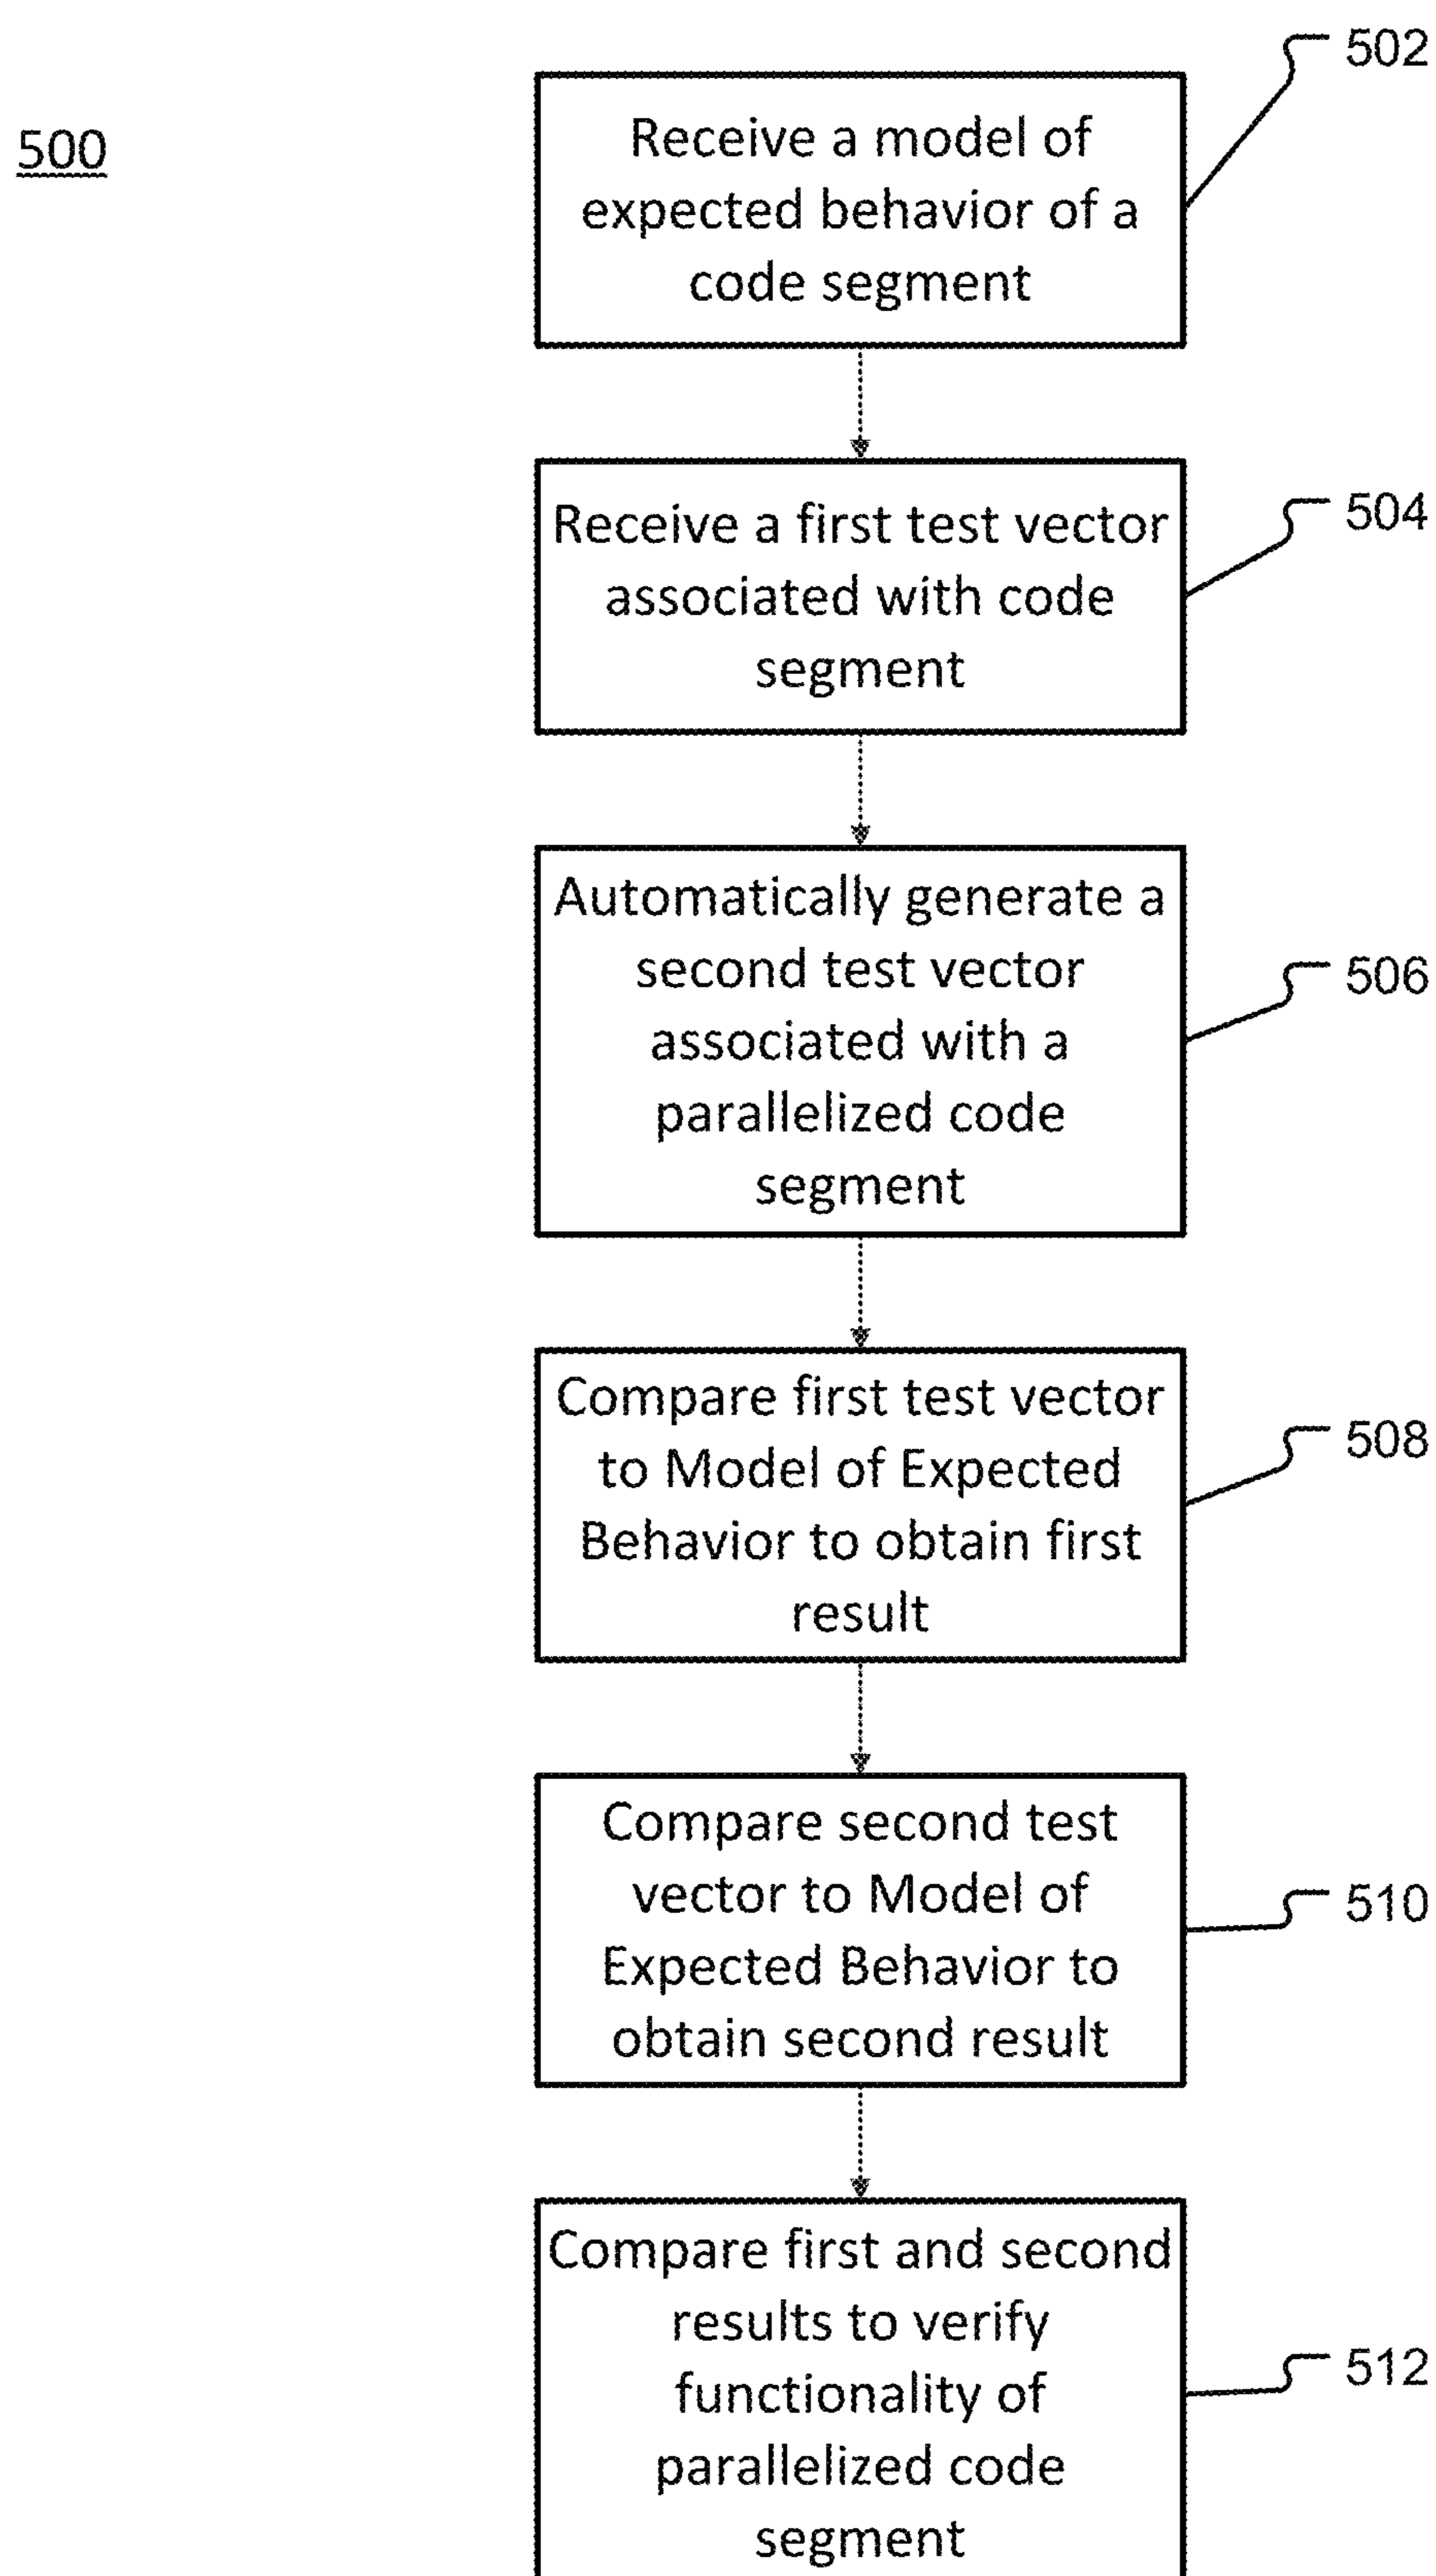 500
502
Receive a model of
expected behavior of a
code segment
504
Receive a first test vector
associated with code
segment
506
Automatically generate a
second test vector
associated with a
parallelized code
segment
508
Compare first test vector
to Model of Expected
Behavior to obtain first
result
510
Compare second test
vector to Model of
Expected Behavior to
obtain second result
512
Compare first and second
results to verify
functionality of
parallelized code
segment